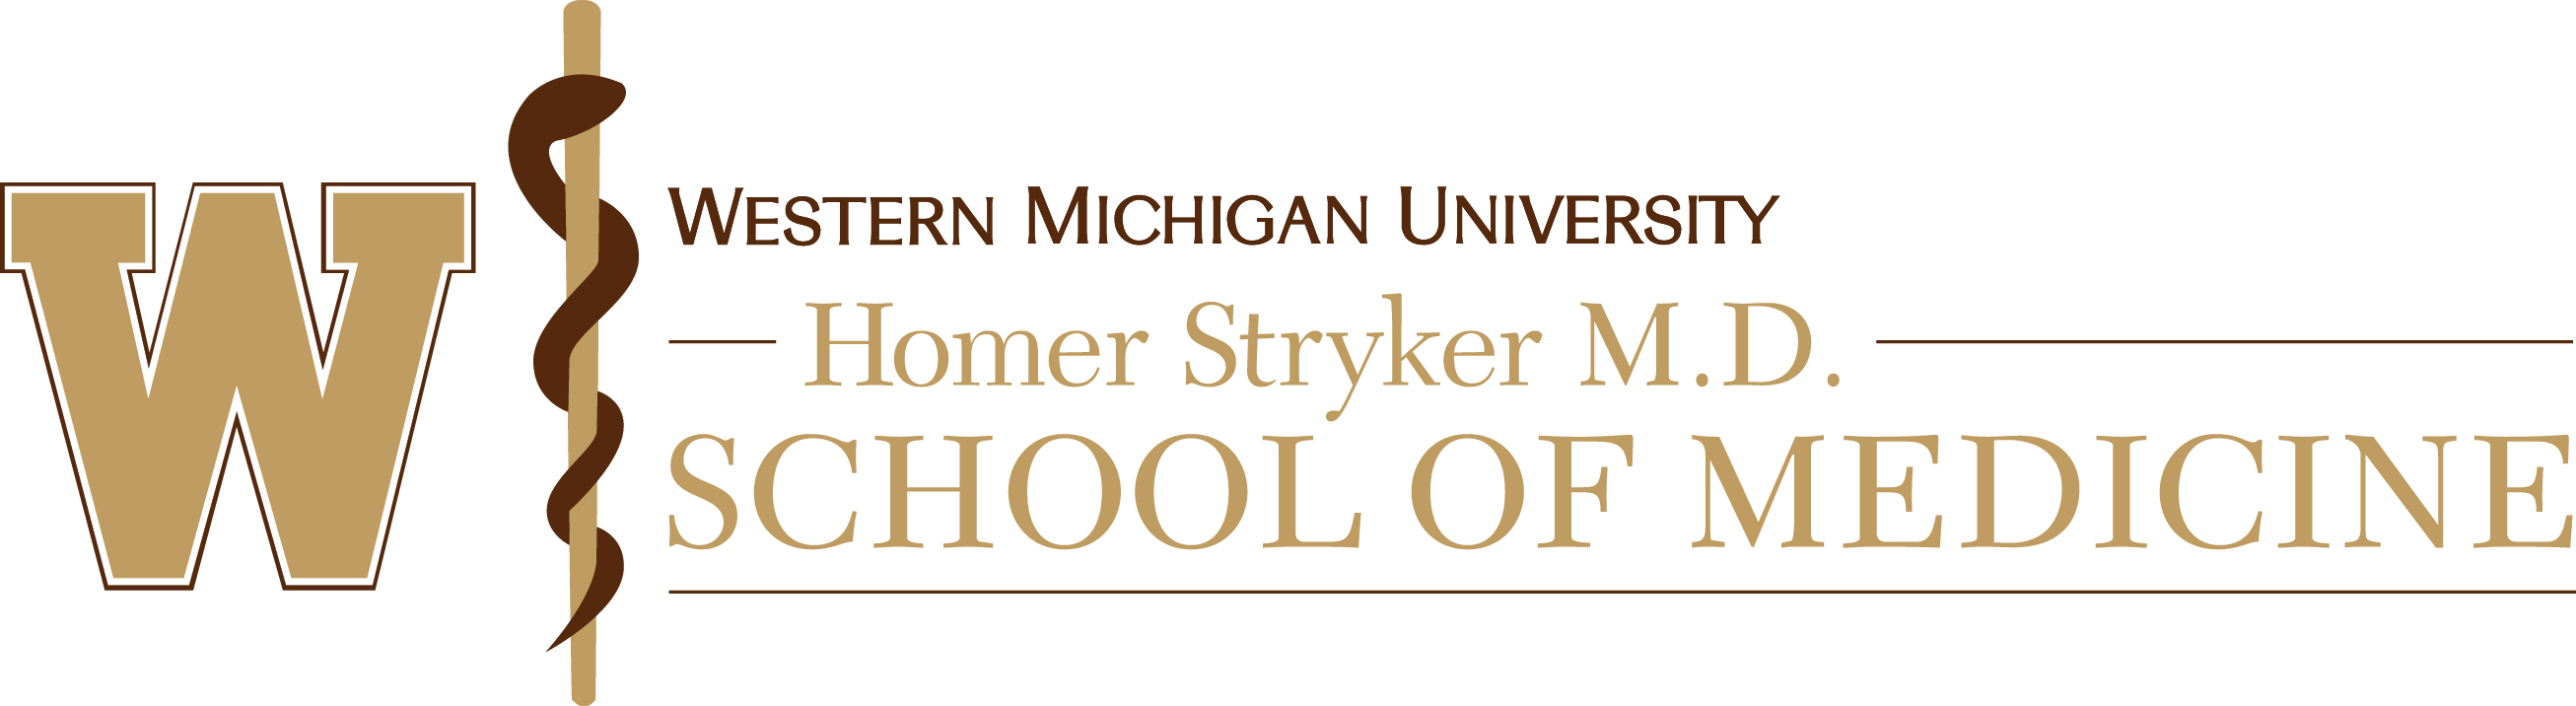 W
Western Michigan University
Homer Stryker M.D.
SCHOOL OF MEDICINE